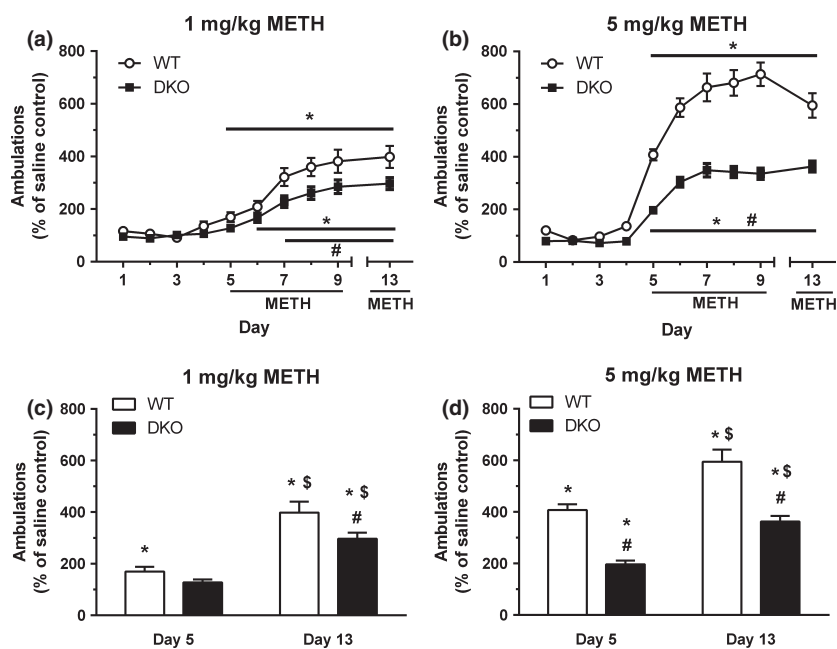 1 mg/kg METH
(a)
WT
DKO
Ambulations
(% of saline control)
800
600
400
200
0
*
*
#
1 3 5 7 9 13
METH METH
Day
5 mg/kg METH
(b)
WT
DKO
Ambulations
(% of saline control)
800
600
400
200
0
*
* #
1 3 5 7 9 13
METH METH
Day
1 mg/kg METH
(c)
WT
DKO
Ambulations
(% of saline control)
800
600
400
200
0
*
* $
* $
#
Day 5 Day 13
5 mg/kg METH
(d)
WT
DKO
Ambulations
(% of saline control)
800
600
400
200
0
*
*
#
* $
* $
#
Day 5 Day 13